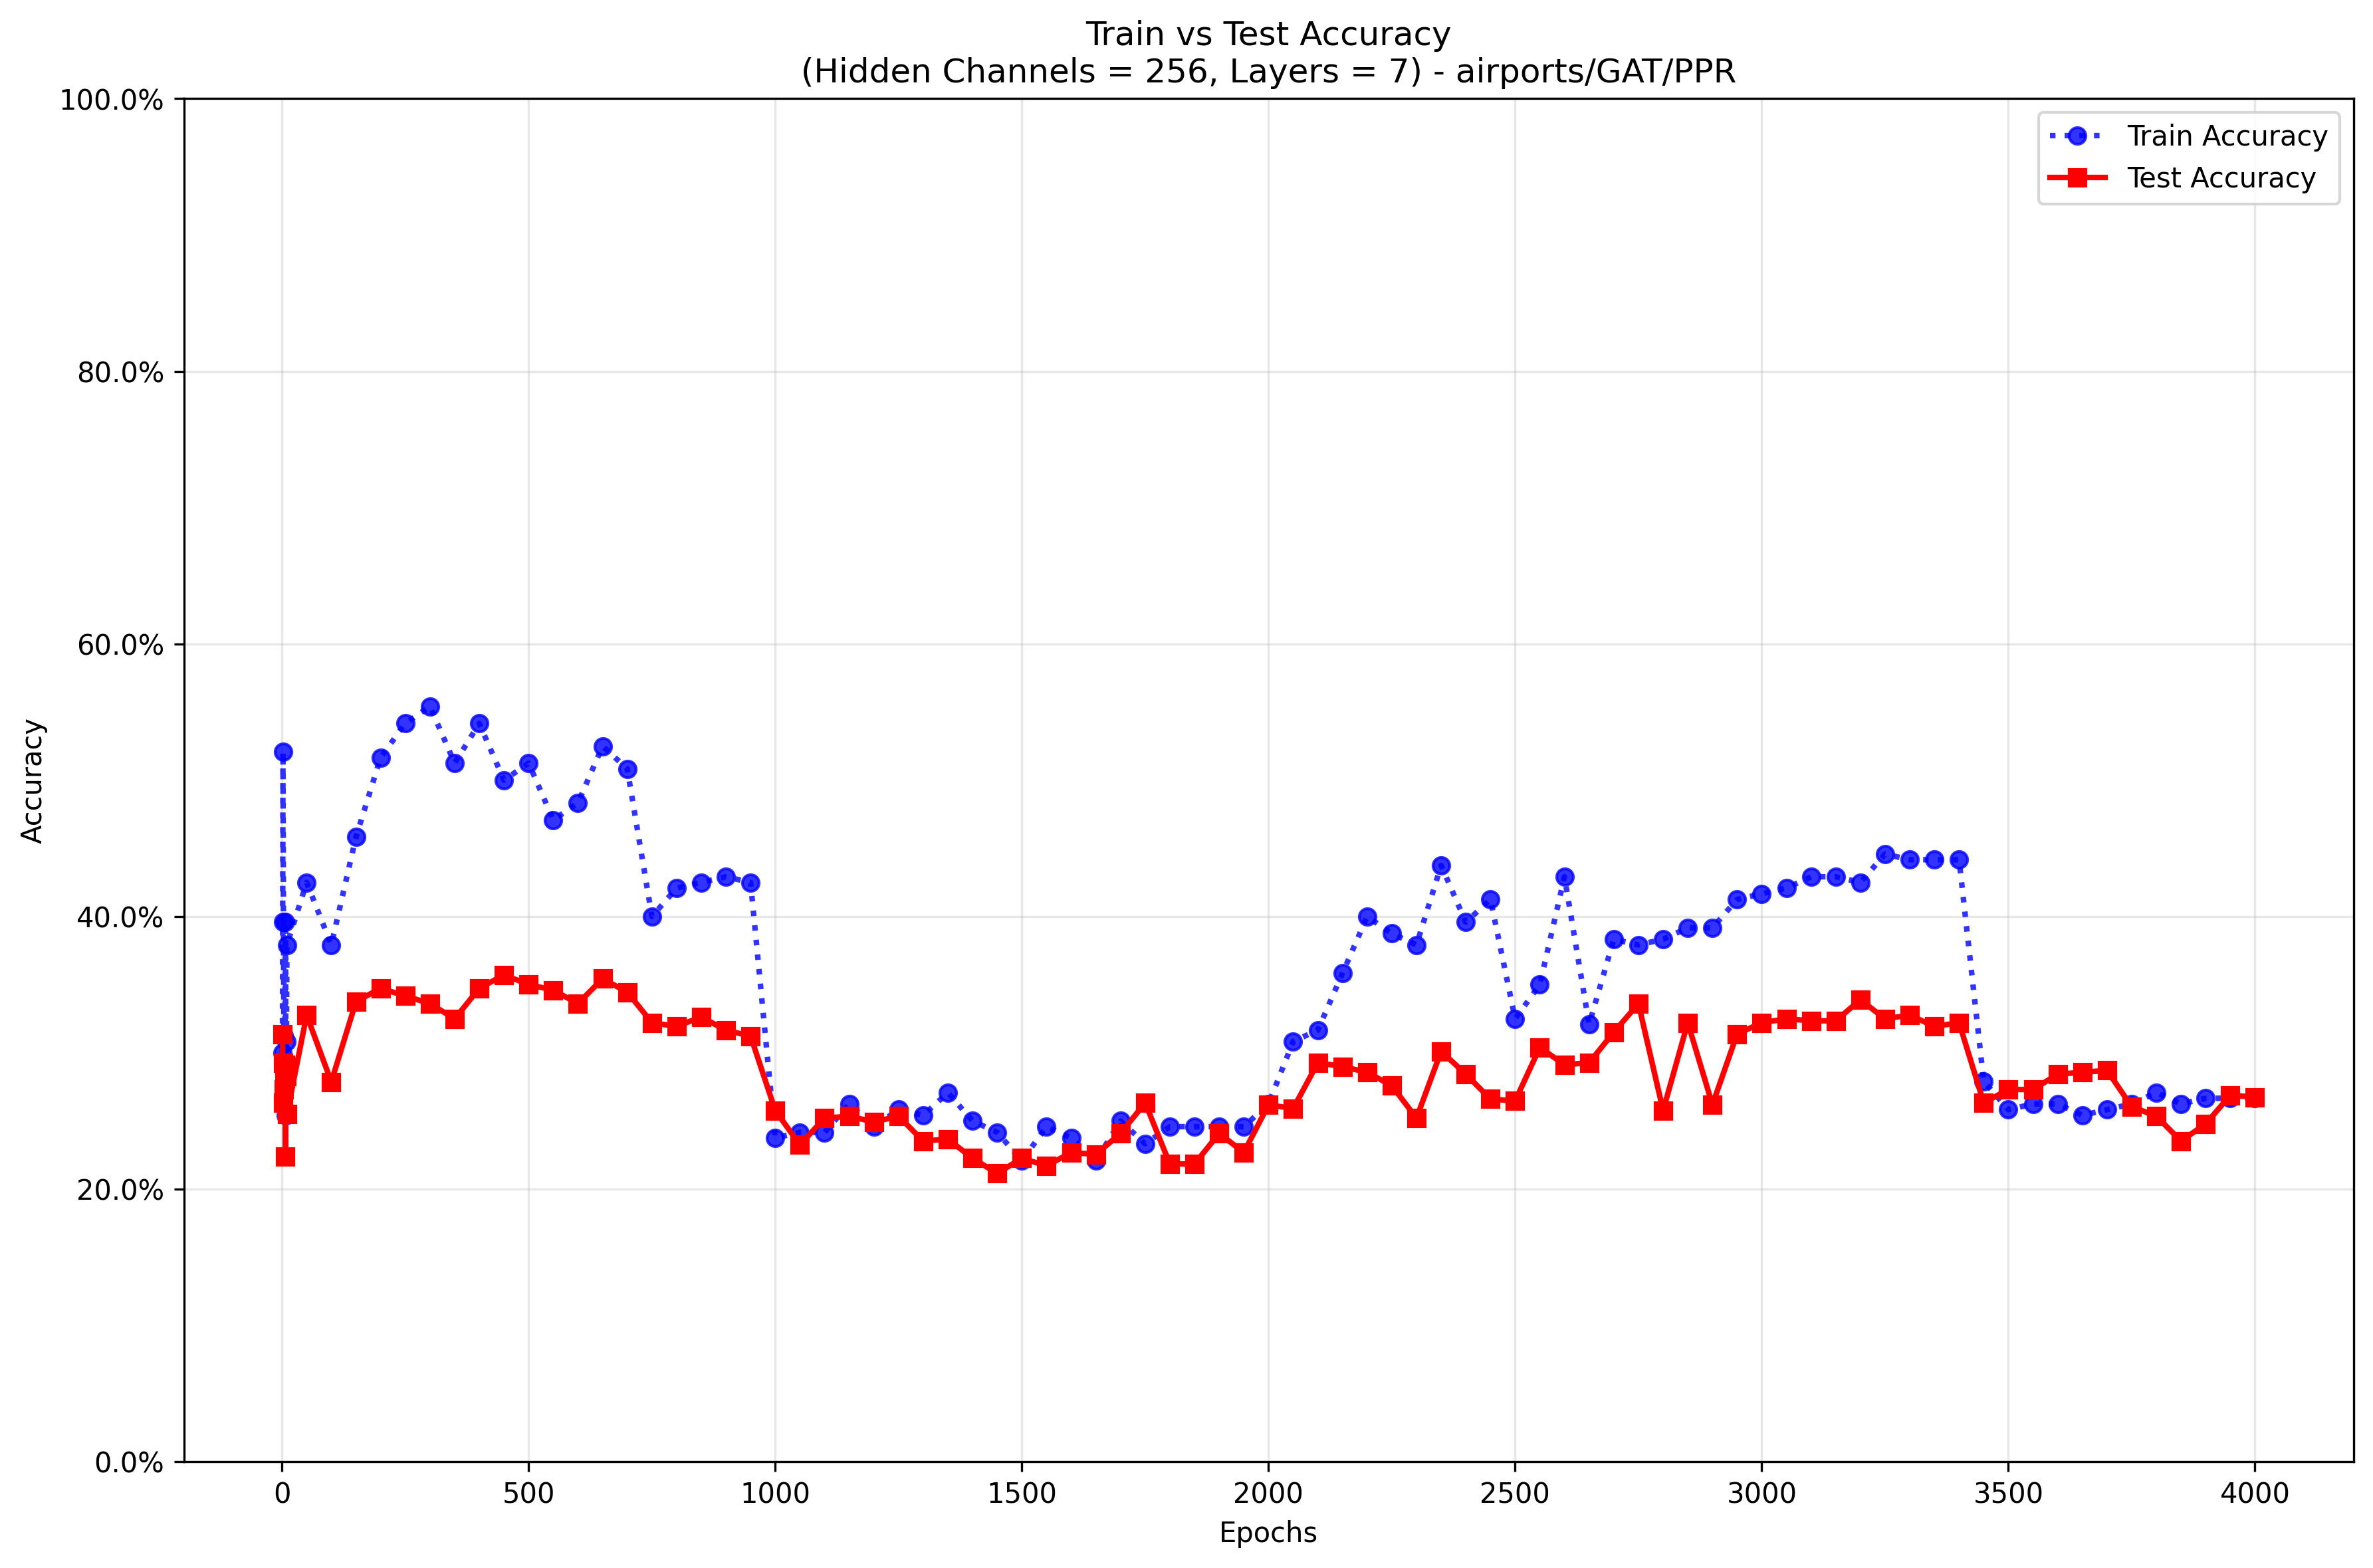 Train vs Test Accuracy
(Hidden Channels = 256, Layers = 7) - airports/GAT/PPR
Train Accuracy
Test Accuracy
100.0%
80.0%
60.0%
40.0%
20.0%
0.0%
Accuracy
0 500 1000 1500 2000 2500 3000 3500 4000
Epochs